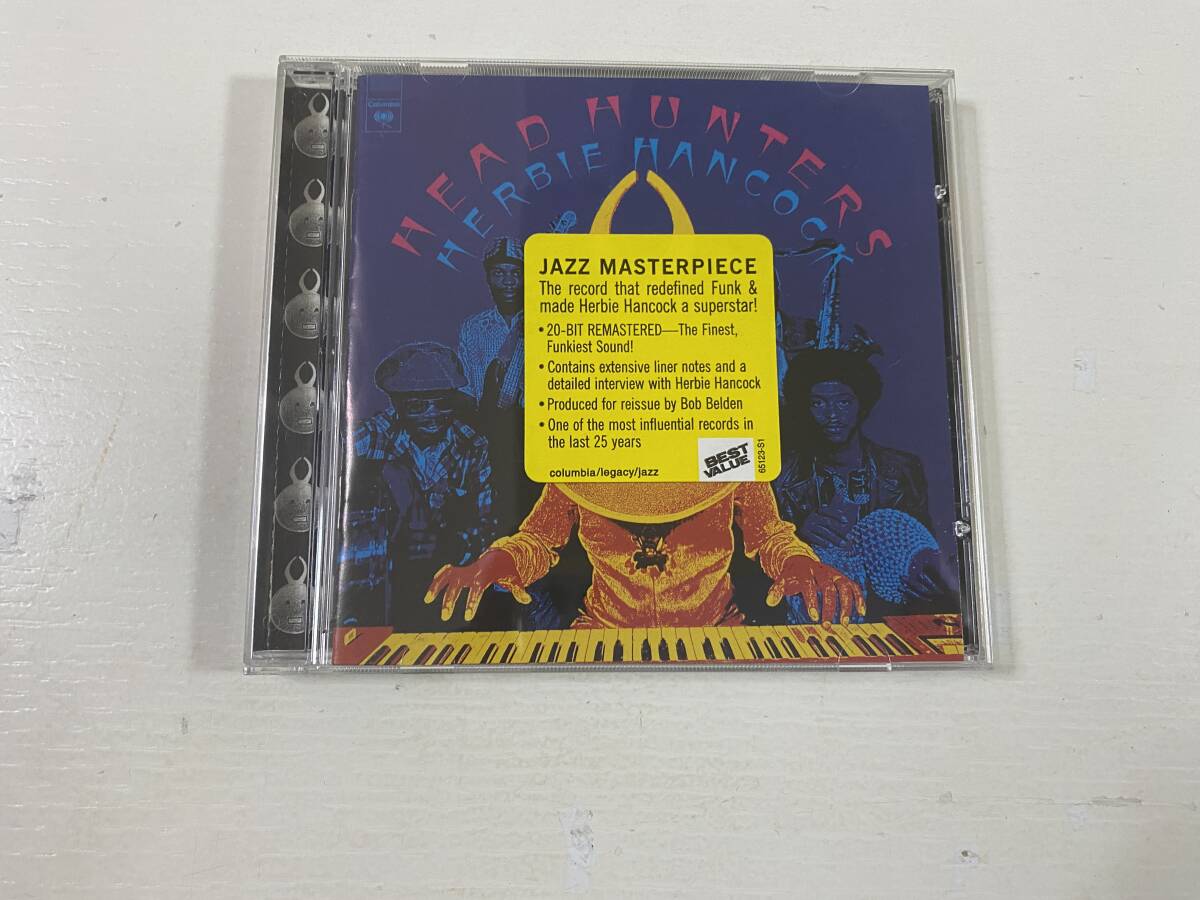 Columbia
HEAD HUNTERS
HERBIE HANCOCK
JAZZ MASTERPIECE
The record that redefined Funk &
made Herbie Hancock a superstar!
• 20-BIT REMASTERED—The Finest,
Funkiest Sound!
• Contains extensive liner notes and a
detailed interview with Herbie Hancock
• Produced for reissue by Bob Belden
• One of the most influential records in
the last 25 years
columbia/legacy/jazz
BEST
VALUE
65123-S1